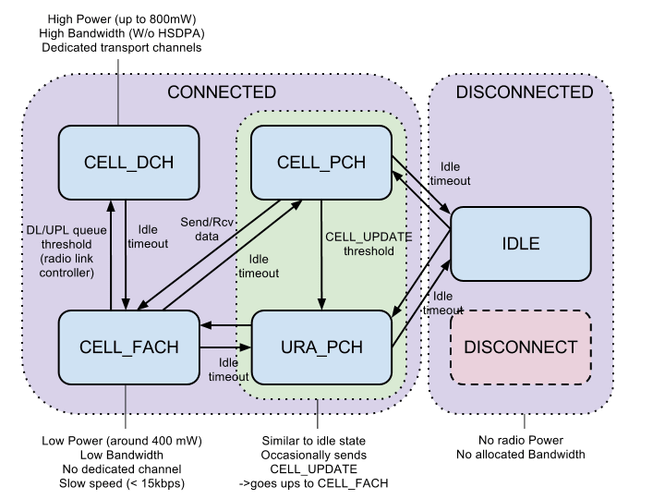 High Power (up to 800mW)
High Bandwidth (W/o HSDPA)
Dedicated transport channels
CONNECTED
DISCONNECTED
CELL_DCH
CELL_PCH
Idle
timeout
DL/UPL queue
threshold
(radio link
controller)
Idle
timeout
Send/Rcv
data
Idle
timeout
CELL_UPDATE
threshold
IDLE
Idle
timeout
CELL_FACH
Idle
timeout
URA_PCH
DISCONNECT
Low Power (around 400 mW)
Low Bandwidth
No dedicated channel
Slow speed (< 15kbps)
Similar to idle state
Occasionally sends
CELL_UPDATE
->goes ups to CELL_FACH
No radio Power
No allocated Bandwidth